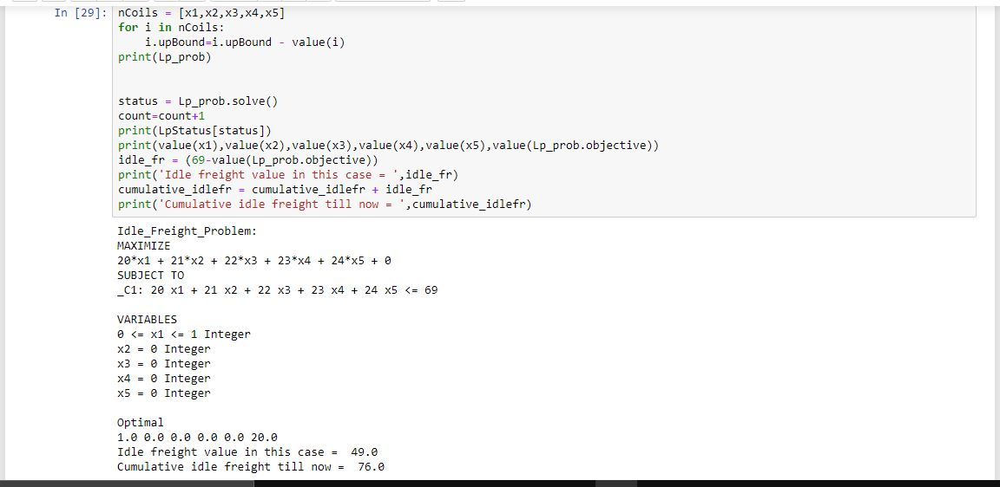 In [29]: nCoils = [x1,x2,x3,x4,x5]
for i in nCoils:
    i.upBound=i.upBound - value(i)
print(Lp_prob)
status = Lp_prob.solve()
count=count+1
print(LpStatus[status])
print(value(x1),value(x2),value(x3),value(x4),value(x5),value(Lp_prob.objective))
idle_fr = (69-value(Lp_prob.objective))
print('Idle freight value in this case = ',idle_fr)
cumulative_idlefr = cumulative_idlefr + idle_fr
print('Cumulative idle freight till now = ',cumulative_idlefr)
Idle_Freight_Problem:
MAXIMIZE
20*x1 + 21*x2 + 22*x3 + 23*x4 + 24*x5 + 0
SUBJECT TO
_C1: 20 x1 + 21 x2 + 22 x3 + 23 x4 + 24 x5 <= 69
VARIABLES
0 <= x1 <= 1 Integer
x2 = 0 Integer
x3 = 0 Integer
x4 = 0 Integer
x5 = 0 Integer
Optimal
1.0 0.0 0.0 0.0 0.0 20.0
Idle freight value in this case =  49.0
Cumulative idle freight till now =  76.0